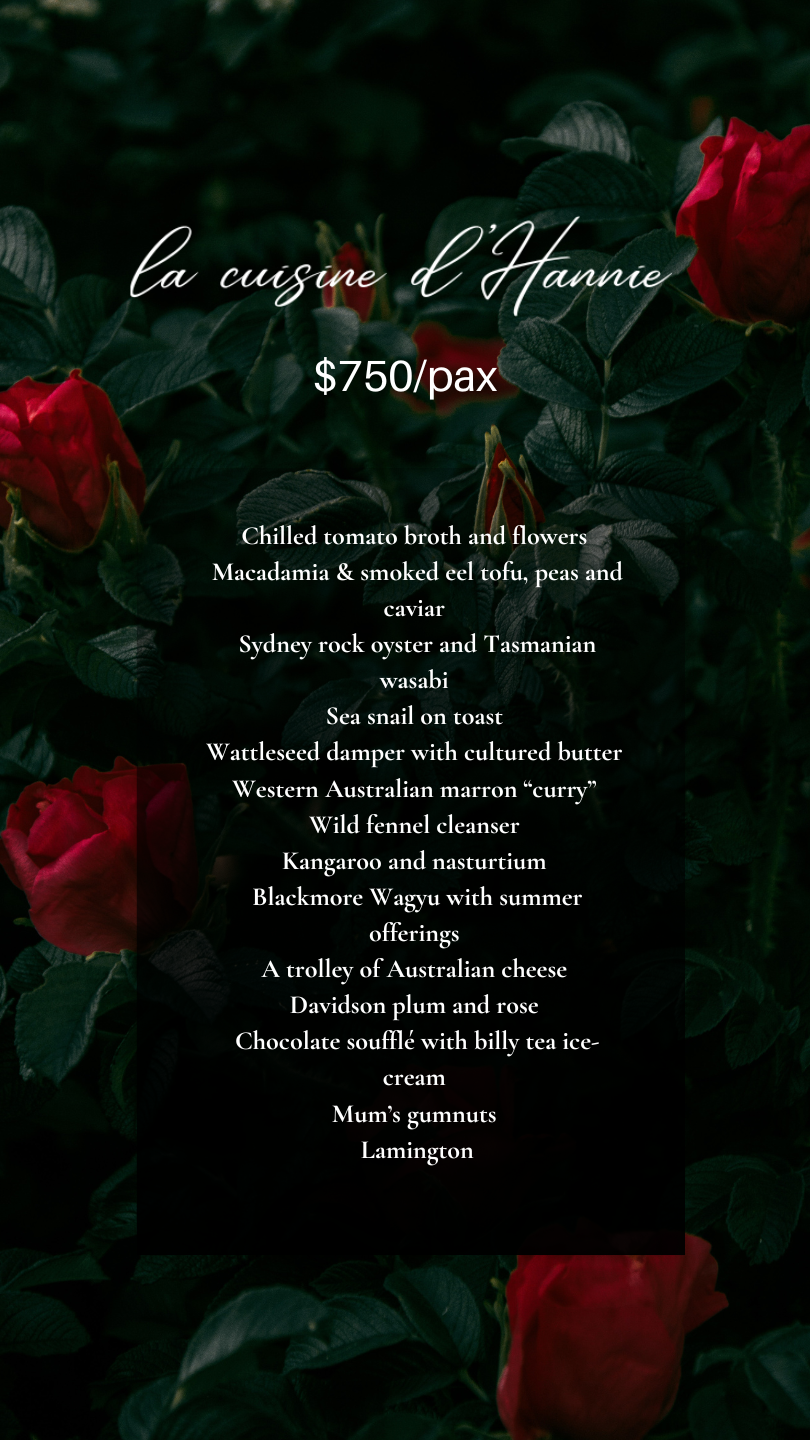 la cuisine d'Hannie
$750/pax
Chilled tomato broth and flowers
Macadamia & smoked eel tofu, peas and
caviar
Sydney rock oyster and Tasmanian
wasabi
Sea snail on toast
Wattleseed damper with cultured butter
Western Australian marron “curry”
Wild fennel cleanser
Kangaroo and nasturtium
Blackmore Wagyu with summer
offerings
A trolley of Australian cheese
Davidson plum and rose
Chocolate soufflé with billy tea ice-
cream
Mum’s gumnuts
Lamington